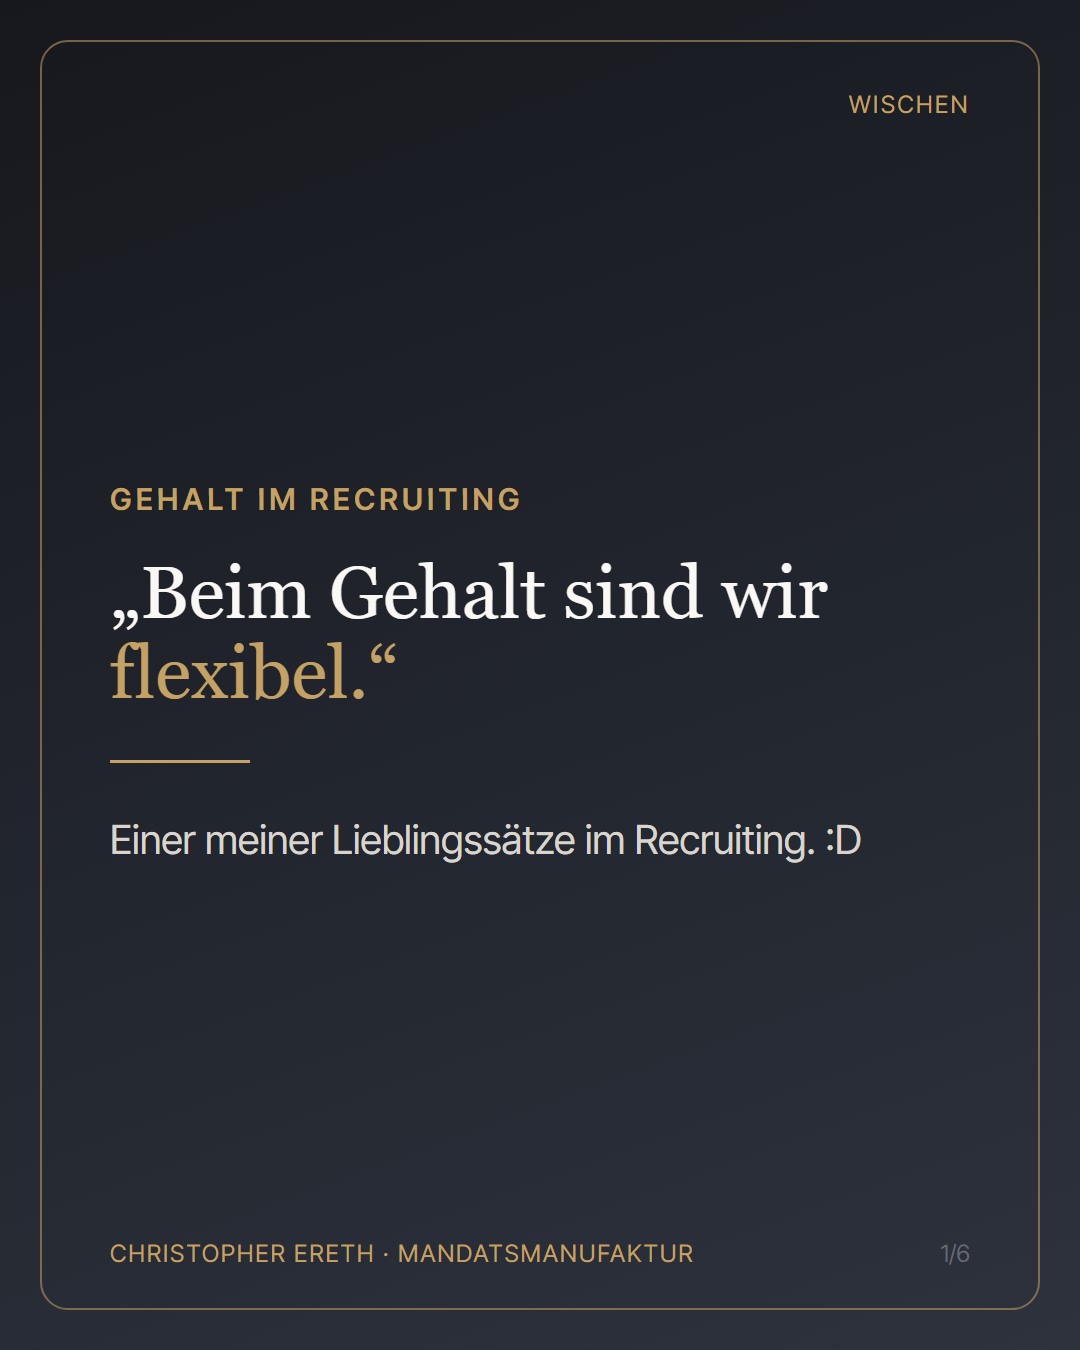 WISCHEN
GEHALT IM RECRUITING
„Beim Gehalt sind wir
flexibel.“
Einer meiner Lieblingssätze im Recruiting. :D
CHRISTOPHER ERETH · MANDATSMANUFAKTUR
1/6